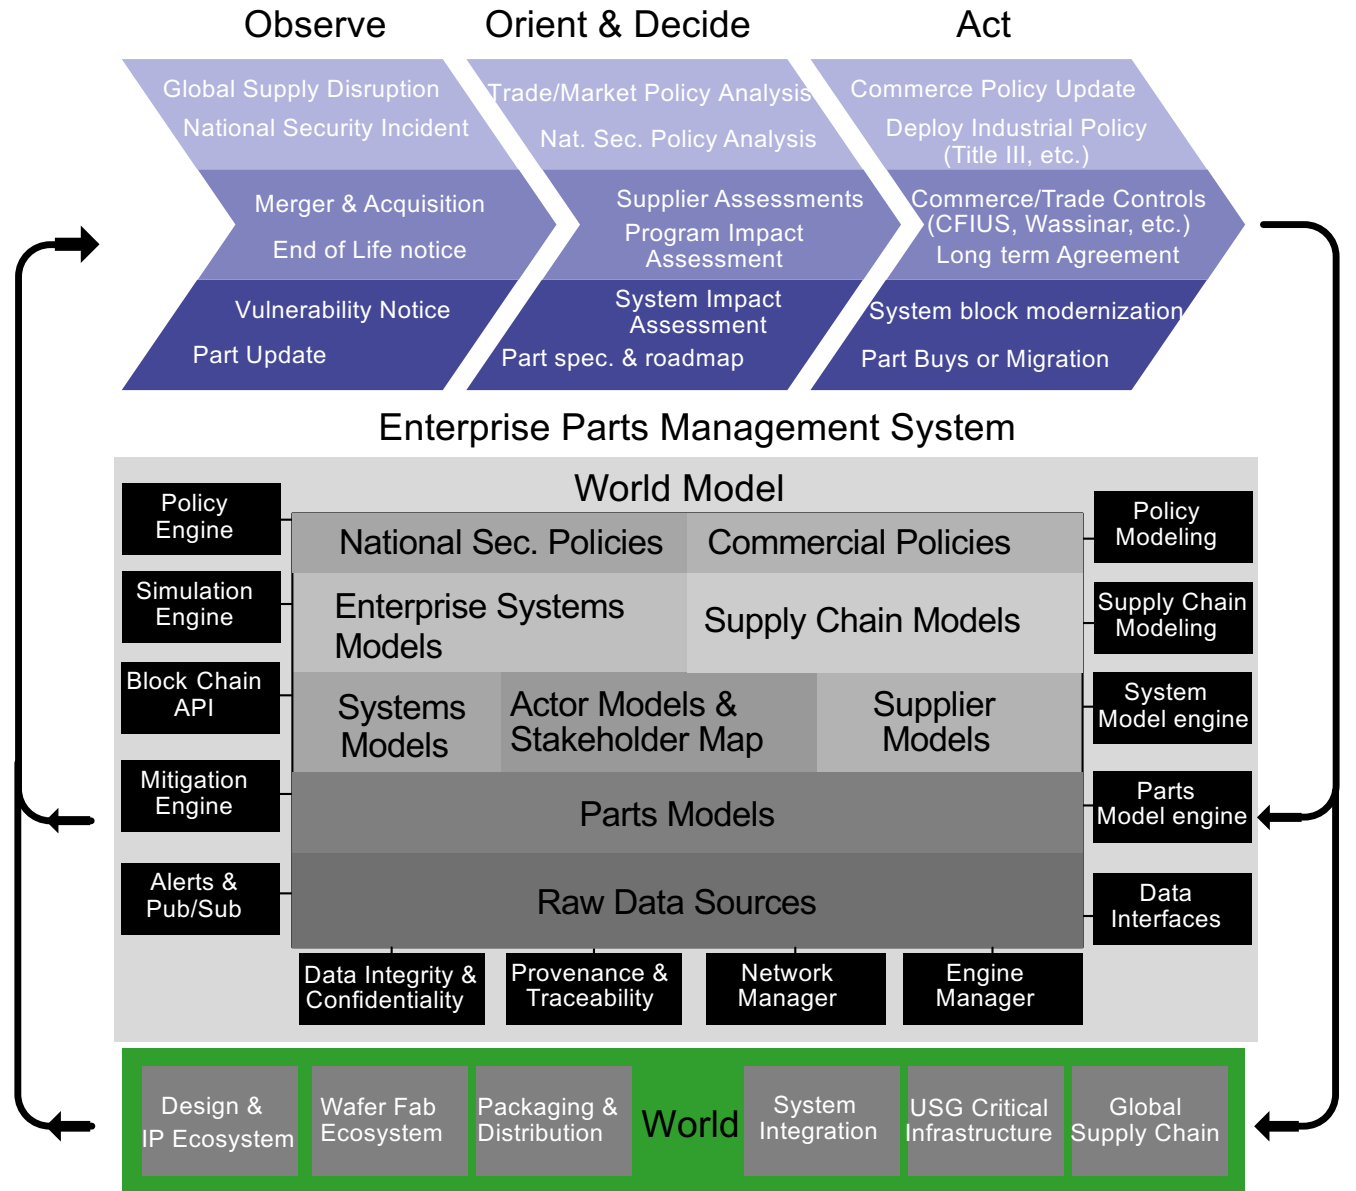 Observe
Orient & Decide
Act
Global Supply Disruption
National Security Incident
Merger & Acquisition
End of Life notice
Vulnerability Notice
Part Update
Trade/Market Policy Analysis
Nat. Sec. Policy Analysis
Supplier Assessments
Program Impact
Assessment
System Impact
Assessment
Part spec. & roadmap
Commerce Policy Update
Deploy Industrial Policy
(Title III, etc.)
Commerce/Trade Controls
(CFIUS, Wassinar, etc.)
Long term Agreement
System block modernization
Part Buys or Migration
Enterprise Parts Management System
World Model
Policy
Engine
Simulation
Engine
Block Chain
API
Mitigation
Engine
Alerts &
Pub/Sub
National Sec. Policies
Commercial Policies
Enterprise Systems
Models
Supply Chain Models
Systems
Models
Actor Models &
Stakeholder Map
Supplier
Models
Parts Models
Raw Data Sources
Policy
Modeling
Supply Chain
Modeling
System
Model engine
Parts
Model engine
Data
Interfaces
Data Integrity &
Confidentiality
Provenance &
Traceability
Network
Manager
Engine
Manager
Design &
IP Ecosystem
Wafer Fab
Ecosystem
Packaging &
Distribution
World
System
Integration
USG Critical
Infrastructure
Global
Supply Chain